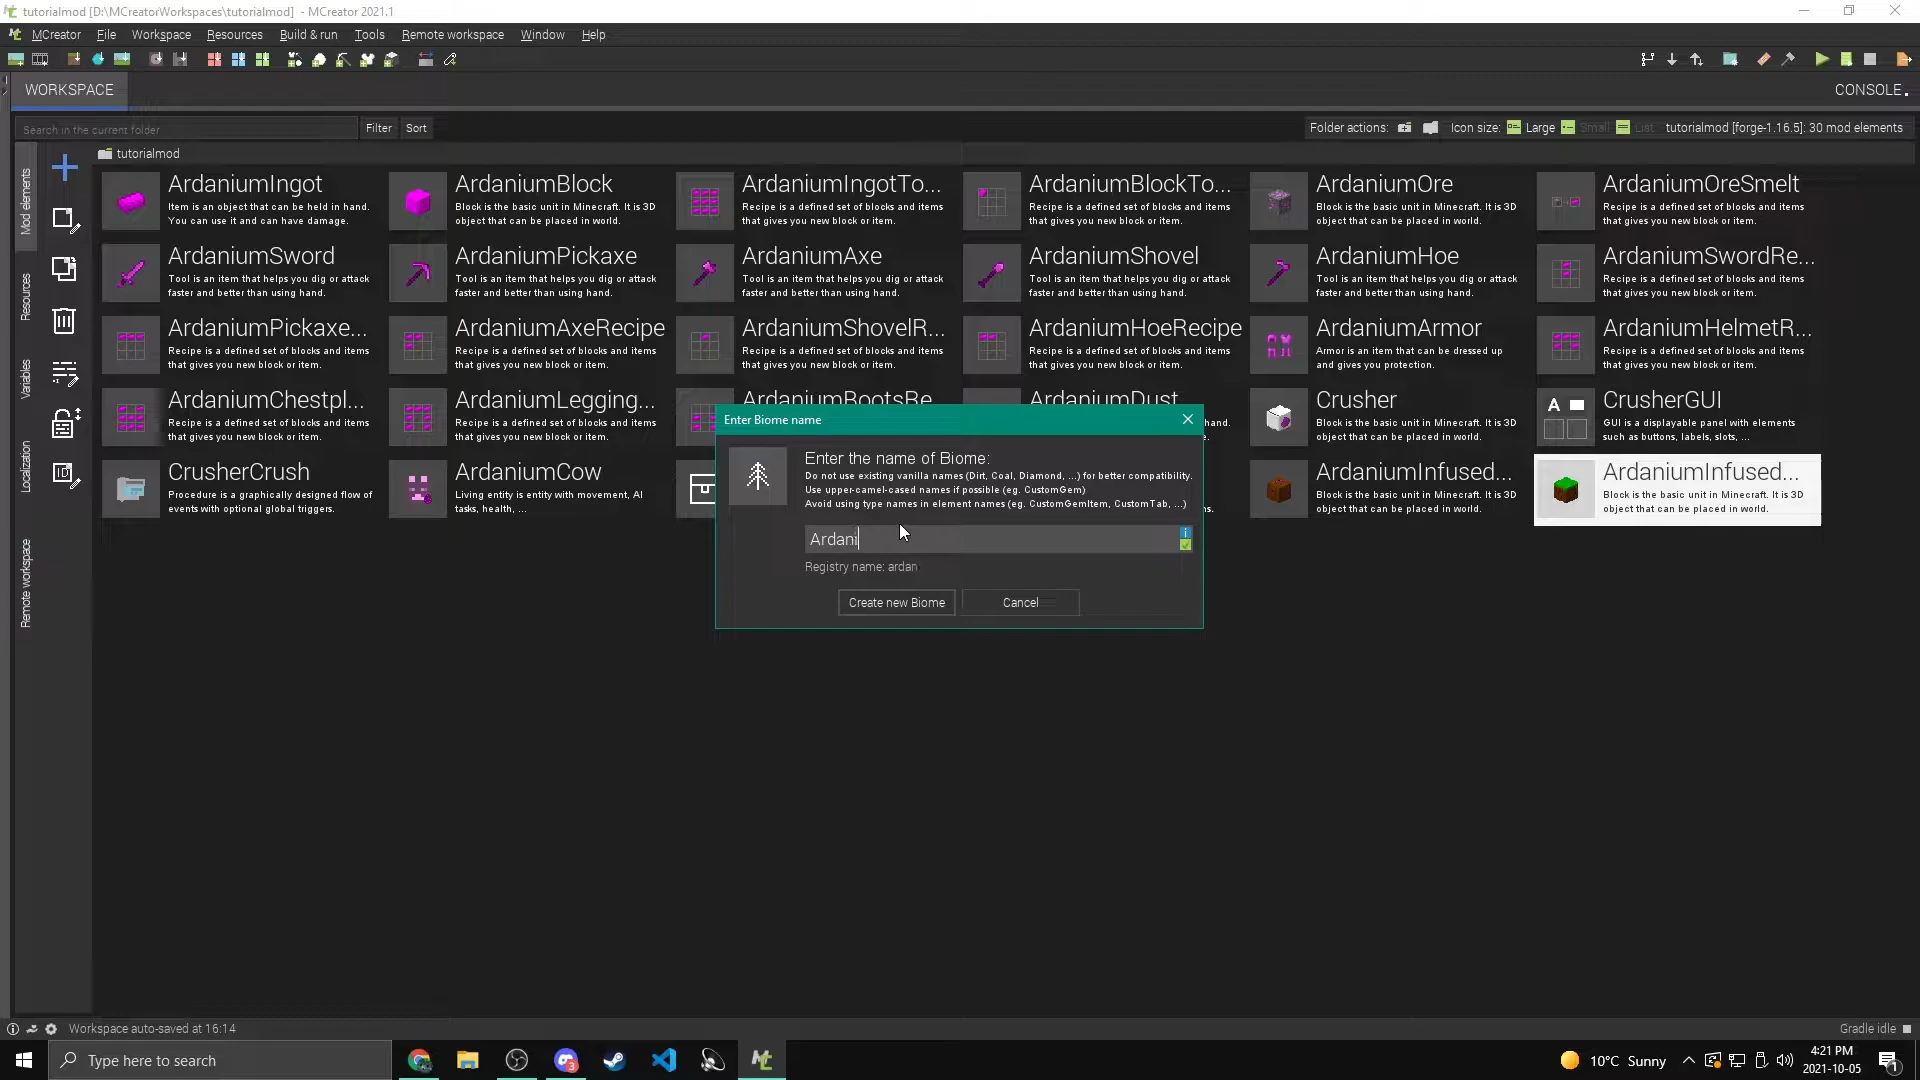 tutorialmod [D:\MCreatorWorkspaces\tutorialmod] - MCreator 2021.1
MCreator File Workspace Resources Build & run Tools Remote workspace Window Help
WORKSPACE
CONSOLE
Search in the current folder
Filter Sort
Folder actions: Icon size: Large Small List tutorialmod [forge-1.16.5]: 30 mod elements
tutorialmod
Mod elements
Resources
Variables
Localization
Remote workspace
ArdaniumIngot
Item is an object that can be held in hand.
You can use it and can have damage.
ArdaniumBlock
Block is the basic unit in Minecraft. It is 3D
object that can be placed in world.
ArdaniumIngotTo...
Recipe is a defined set of blocks and items
that gives you new block or item.
ArdaniumBlockTo...
Recipe is a defined set of blocks and items
that gives you new block or item.
ArdaniumOre
Block is the basic unit in Minecraft. It is 3D
object that can be placed in world.
ArdaniumOreSmelt
Recipe is a defined set of blocks and items
that gives you new block or item.
ArdaniumSword
Tool is an item that helps you dig or attack
faster and better than using hand.
ArdaniumPickaxe
Tool is an item that helps you dig or attack
faster and better than using hand.
ArdaniumAxe
Tool is an item that helps you dig or attack
faster and better than using hand.
ArdaniumShovel
Tool is an item that helps you dig or attack
faster and better than using hand.
ArdaniumHoe
Tool is an item that helps you dig or attack
faster and better than using hand.
ArdaniumSwordRe...
Recipe is a defined set of blocks and items
that gives you new block or item.
ArdaniumPickaxe...
Recipe is a defined set of blocks and items
that gives you new block or item.
ArdaniumAxeRecipe
Recipe is a defined set of blocks and items
that gives you new block or item.
ArdaniumShovelR...
Recipe is a defined set of blocks and items
that gives you new block or item.
ArdaniumHoeRecipe
Recipe is a defined set of blocks and items
that gives you new block or item.
ArdaniumArmor
Armor is an item that can be dressed up
and gives you protection.
ArdaniumHelmetR...
Recipe is a defined set of blocks and items
that gives you new block or item.
ArdaniumChestpl...
Recipe is a defined set of blocks and items
that gives you new block or item.
ArdaniumLegging...
Recipe is a defined set of blocks and items
that gives you new block or item.
ArdaniumBootsRe
ArdaniumDust
hand.
Crusher
Block is the basic unit in Minecraft. It is 3D
object that can be placed in world.
CrusherGUI
GUI is a displayable panel with elements
such as buttons, labels, slots, ...
CrusherCrush
Procedure is a graphically designed flow of
events with optional global triggers.
ArdaniumCow
Living entity is entity with movement, AI
tasks, health, ...
ArdaniumInfused...
Block is the basic unit in Minecraft. It is 3D
object that can be placed in world.
ArdaniumInfused...
Block is the basic unit in Minecraft. It is 3D
object that can be placed in world.
Enter Biome name
Enter the name of Biome:
Do not use existing vanilla names (Dirt, Coal, Diamond, ...) for better compatibility.
Use upper-camel-cased names if possible (eg. CustomGem)
Avoid using type names in element names (eg. CustomGemItem, CustomTab, ...)
Ardani
Registry name: ardan
Create new Biome Cancel
Workspace auto-saved at 16:14
Gradle idle
Type here to search
10°C Sunny
4:21 PM
2021-10-05